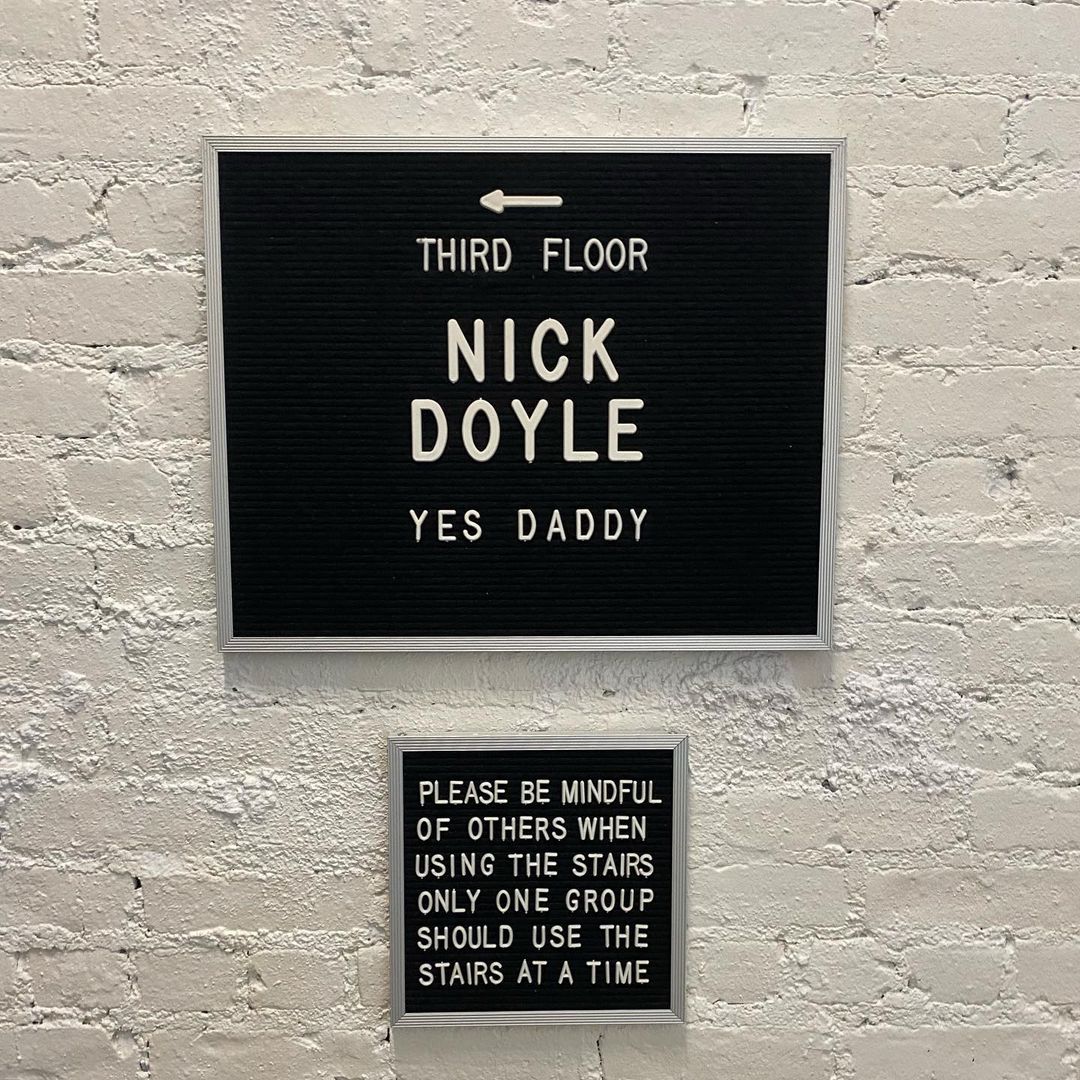 THIRD FLOOR
NICK
DOYLE
YES DADDY
PLEASE BE MINDFUL
OF OTHERS WHEN
USING THE STAIRS
ONLY ONE GROUP
SHOULD USE THE
STAIRS AT A TIME